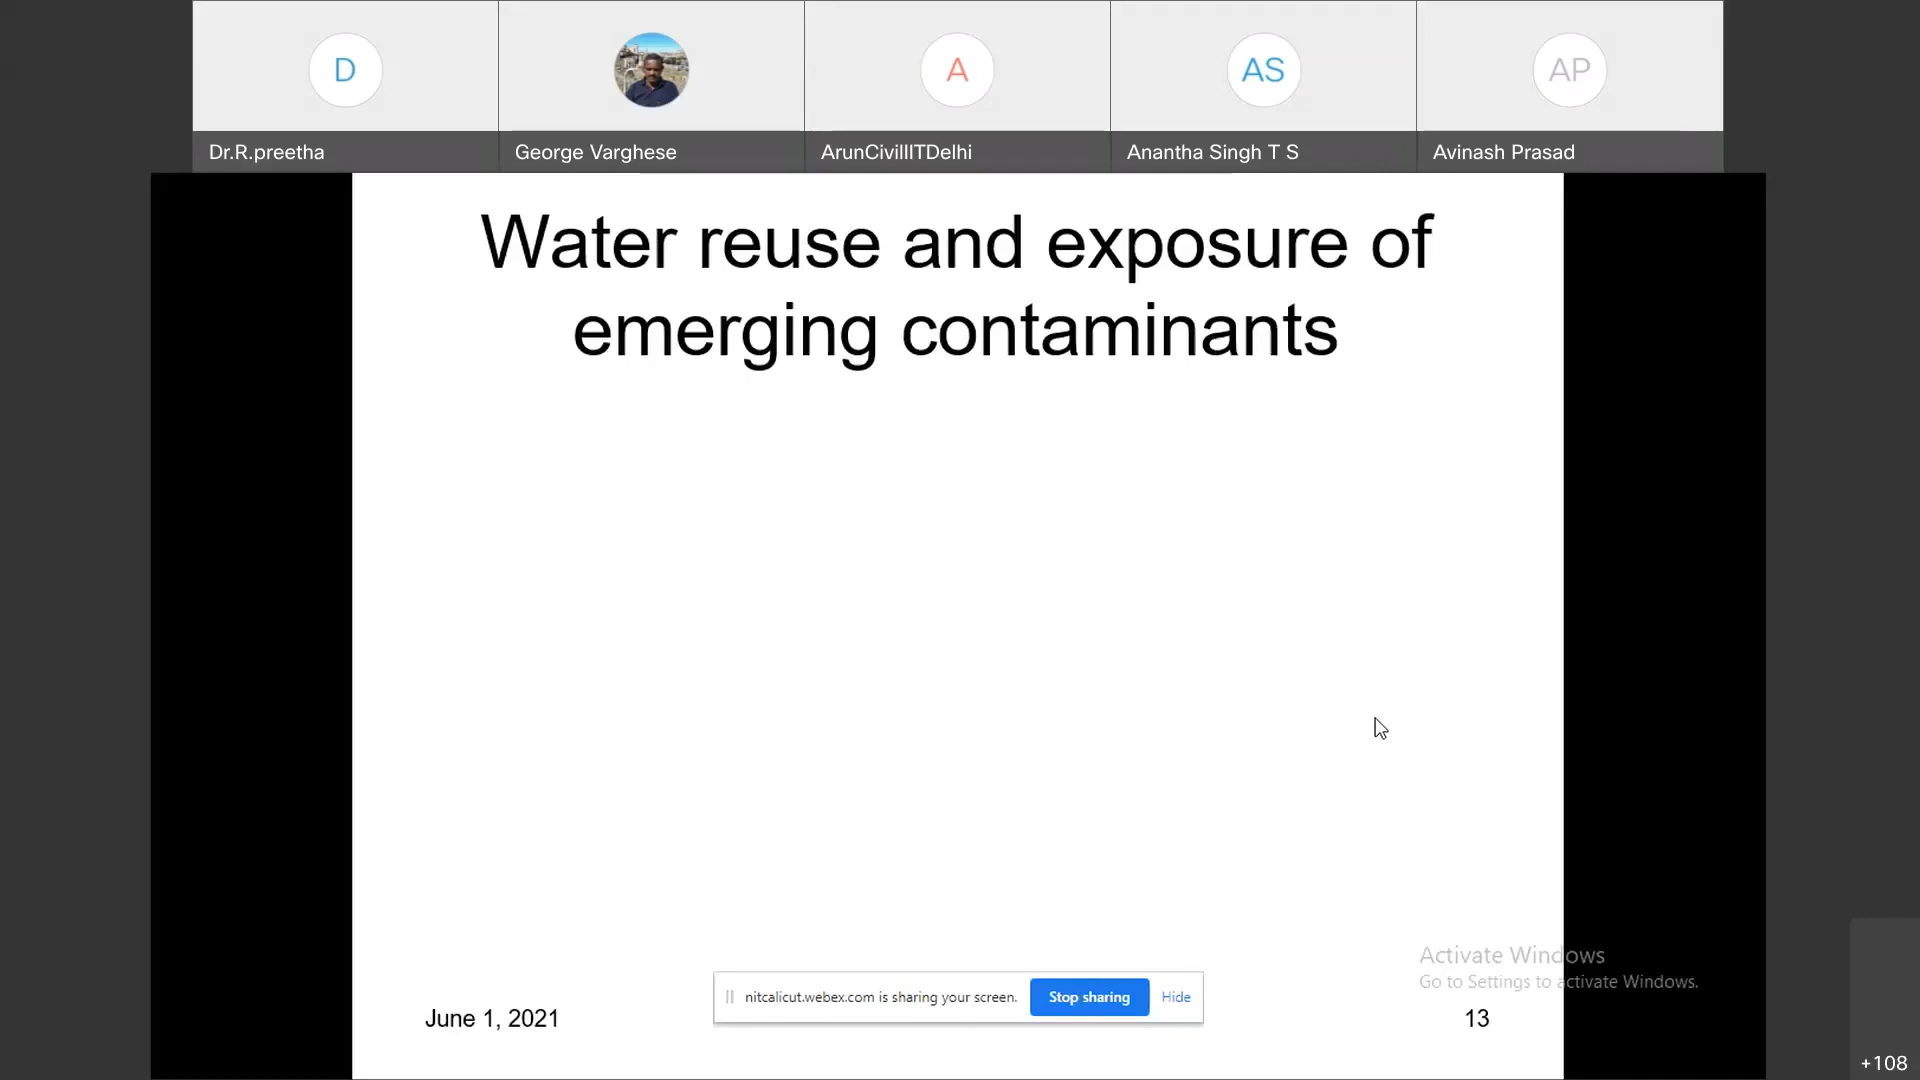 D
A
AS
AP
Dr.R.preetha
George Varghese
ArunCivilIITDelhi
Anantha Singh T S
Avinash Prasad
Water reuse and exposure of
emerging contaminants
Activate Windows
Go to Settings to activate Windows.
nitcalicut.webex.com is sharing your screen.
Stop sharing
Hide
June 1, 2021
13
+108